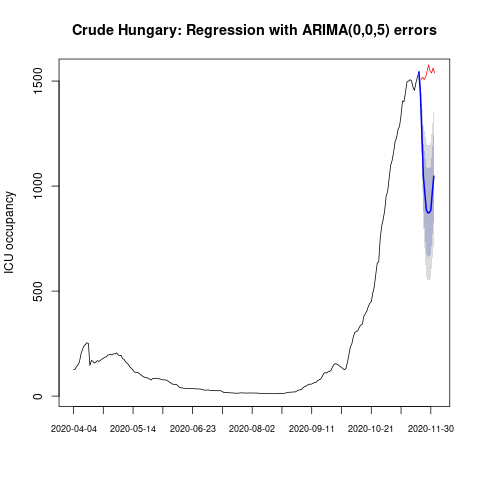 Crude Hungary: Regression with ARIMA(0,0,5) errors
ICU occupancy
1500
1000
500
0
2020-04-04 2020-05-14 2020-06-23 2020-08-02 2020-09-11 2020-10-21 2020-11-30